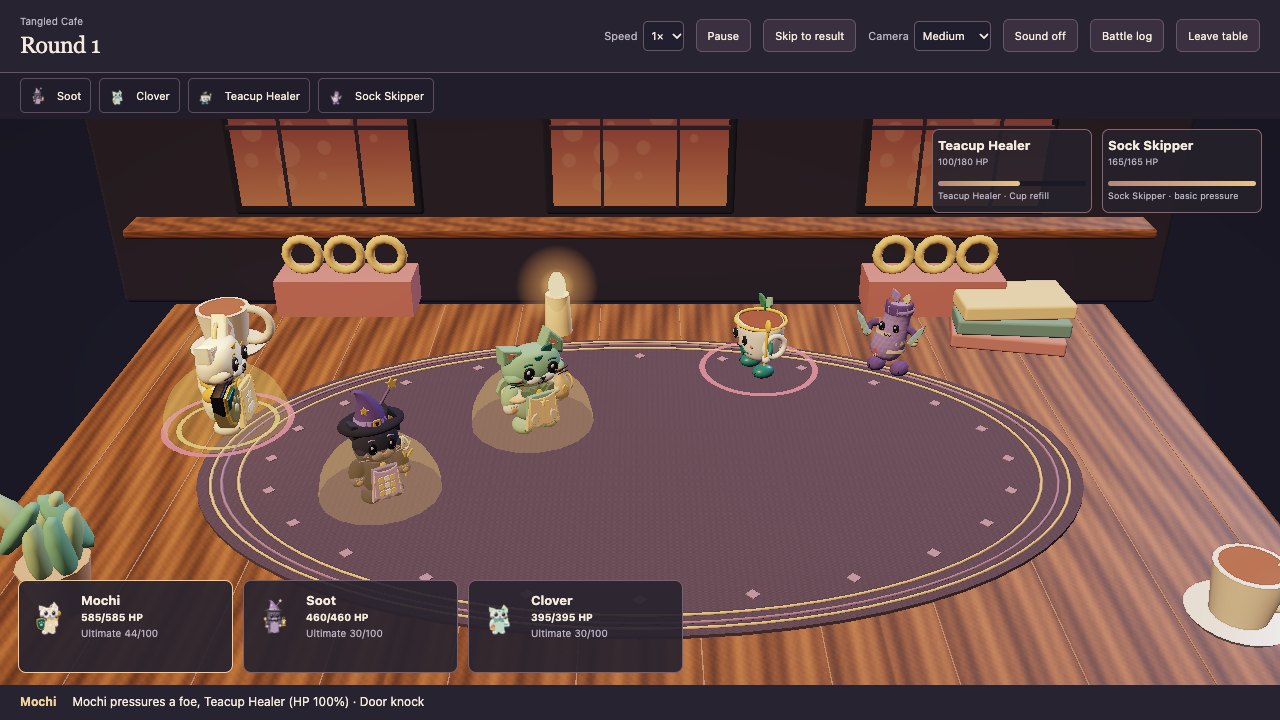 Tangled Cafe
Round 1
Speed 1× Pause Skip to result Camera Medium Sound off Battle log Leave table
Soot Clover Teacup Healer Sock Skipper
Teacup Healer
100/180 HP
Teacup Healer · Cup refill
Sock Skipper
165/165 HP
Sock Skipper · basic pressure
Mochi
585/585 HP
Ultimate 44/100
Soot
460/460 HP
Ultimate 30/100
Clover
395/395 HP
Ultimate 30/100
Mochi Mochi pressures a foe, Teacup Healer (HP 100%) · Door knock